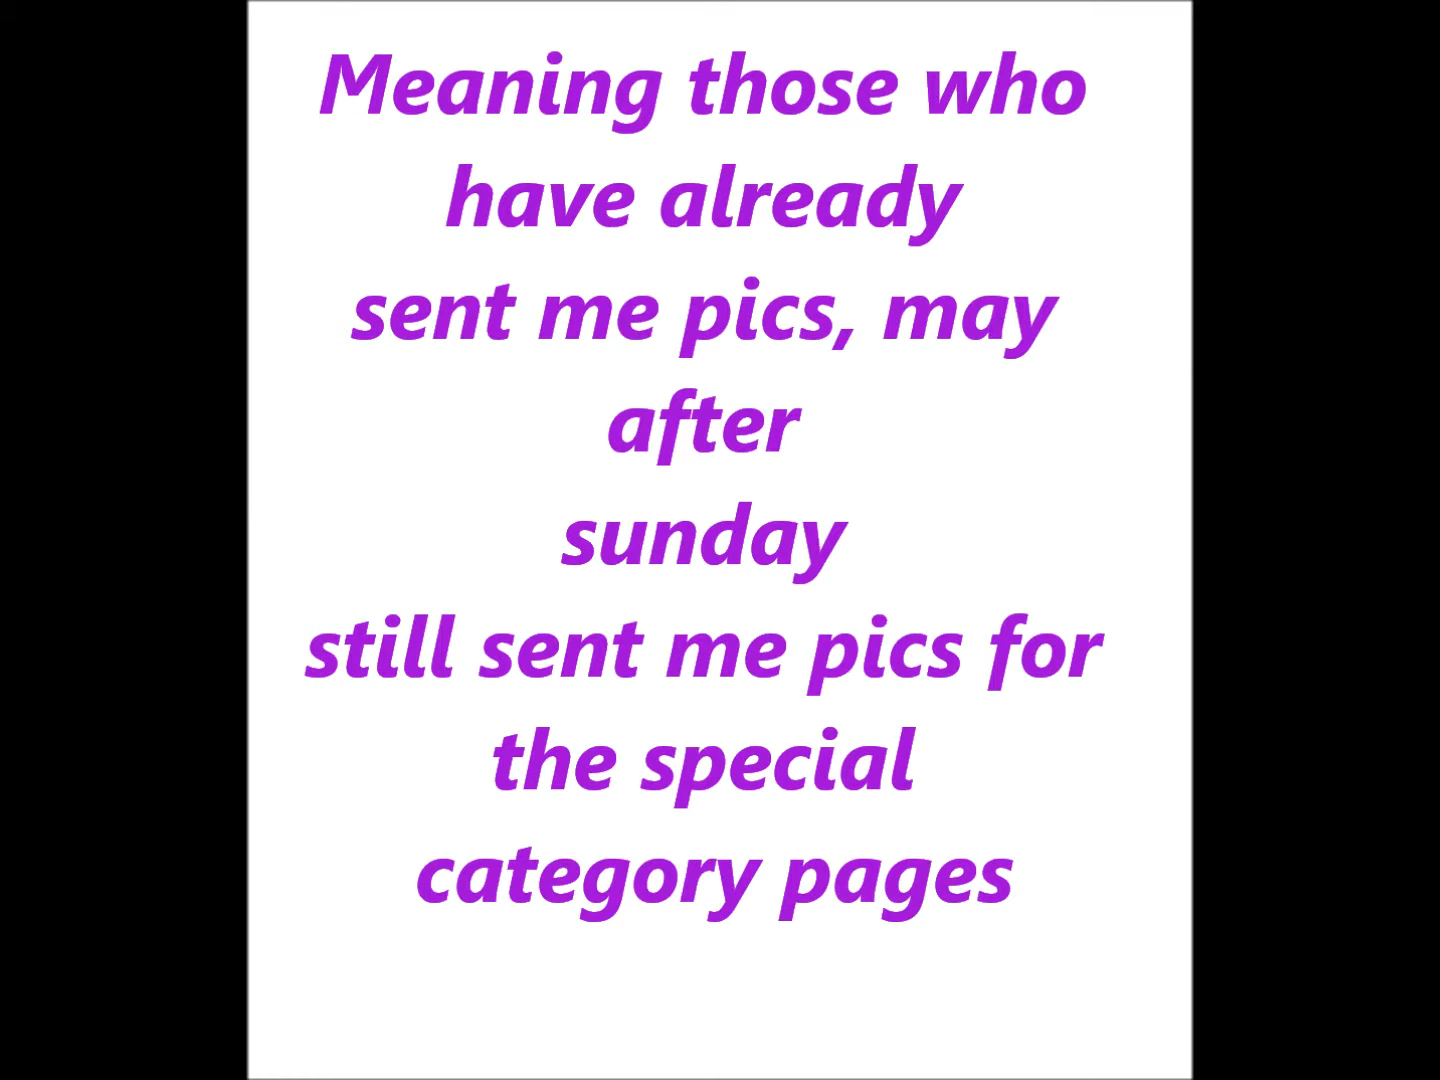 Meaning those who
have already
sent me pics, may
after
sunday
still sent me pics for
the special
category pages